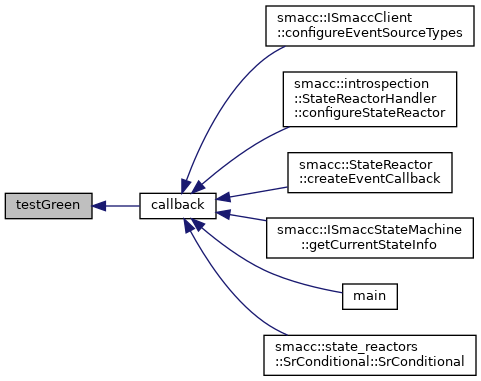 smacc::ISmaccClient
::configureEventSourceTypes
smacc::introspection
::StateReactorHandler
::configureStateReactor
smacc::StateReactor
::createEventCallback
testGreen
callback
smacc::ISmaccStateMachine
::getCurrentStateInfo
main
smacc::state_reactors
::SrConditional::SrConditional